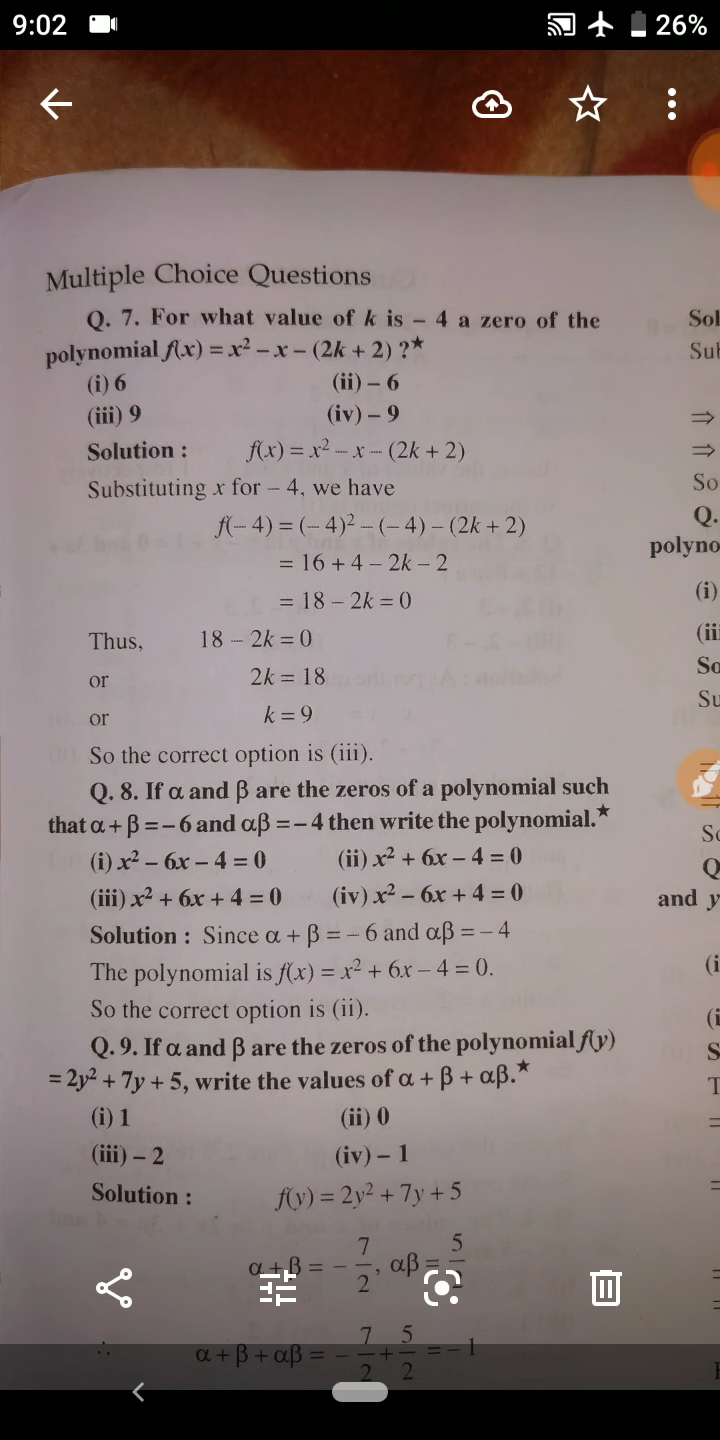 9:02 26%
Multiple Choice Questions
Q. 7. For what value of k is – 4 a zero of the
polynomial f(x) = x² – x – (2k + 2) ?★
(i) 6 (ii) – 6
(iii) 9 (iv) – 9
Solution : f(x) = x² – x – (2k + 2)
Substituting x for – 4, we have
f(– 4) = (– 4)² – (– 4) – (2k + 2)
= 16 + 4 – 2k – 2
= 18 – 2k = 0
Thus, 18 – 2k = 0
or 2k = 18
or k = 9
So the correct option is (iii).
Q. 8. If α and β are the zeros of a polynomial such
that α + β = – 6 and αβ = – 4 then write the polynomial.★
(i) x² – 6x – 4 = 0 (ii) x² + 6x – 4 = 0
(iii) x² + 6x + 4 = 0 (iv) x² – 6x + 4 = 0
Solution : Since α + β = – 6 and αβ = – 4
The polynomial is f(x) = x² + 6x – 4 = 0.
So the correct option is (ii).
Q. 9. If α and β are the zeros of the polynomial f(y)
= 2y² + 7y + 5, write the values of α + β + αβ.★
(i) 1 (ii) 0
(iii) – 2 (iv) – 1
Solution : f(y) = 2y² + 7y + 5
α + β = – 7/2, αβ = 5/2
∴ α + β + αβ = – 7/2 + 5/2 = – 1
Sol
Sub
⇒
⇒
So
Q.
polyno
(i)
(iii
So
Su
⇒
So
Q
and y
(i
(i
S
T
=
=